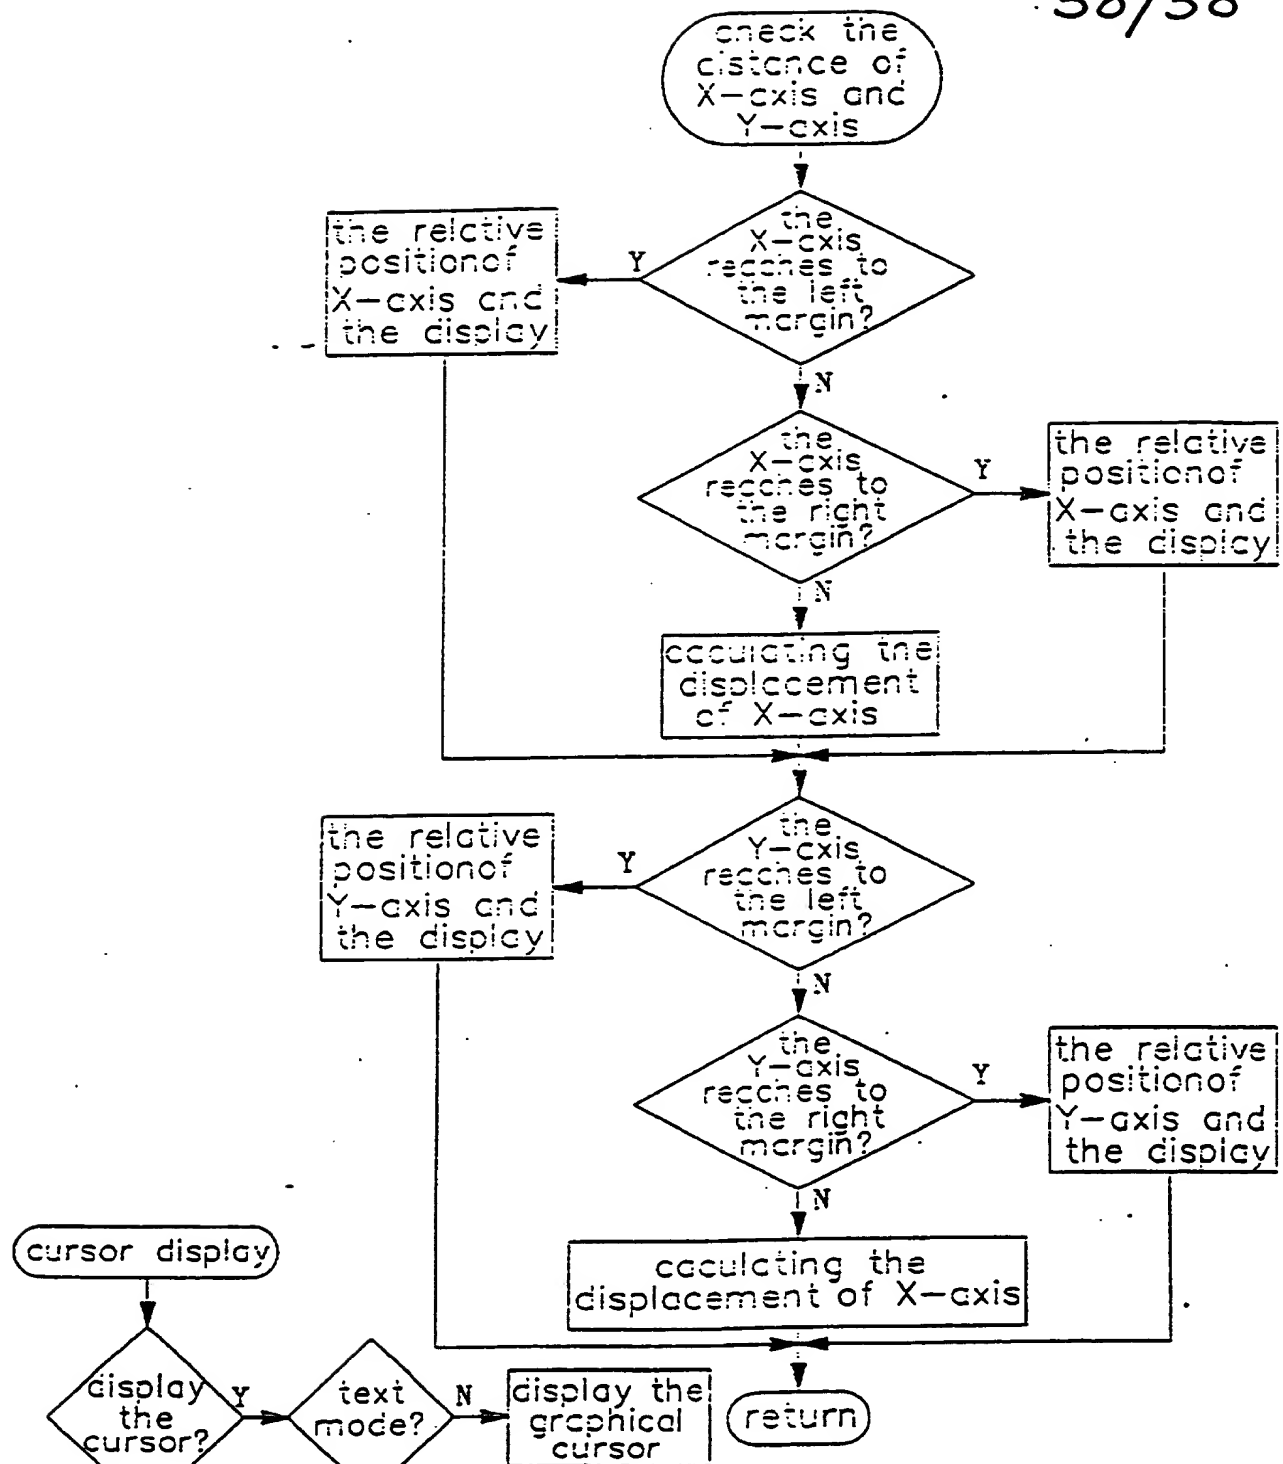 38/38
check the
distance of
X-axis and
Y-axis
the
X-axis
reaches to
the left
margin?
Y
the relative
positionof
X-axis and
the display
N
the
X-axis
reaches to
the right
margin?
Y
the relative
positionof
X-axis and
the display
N
caculating the
displacement
of X-axis
the
Y-axis
reaches to
the left
margin?
Y
the relative
positionof
Y-axis and
the display
N
the
Y-axis
reaches to
the right
margin?
Y
the relative
positionof
Y-axis and
the display
N
caculating the
displacement of X-axis
return
cursor display
display
the
cursor?
Y
text
mode?
N
display the
graphical
cursor